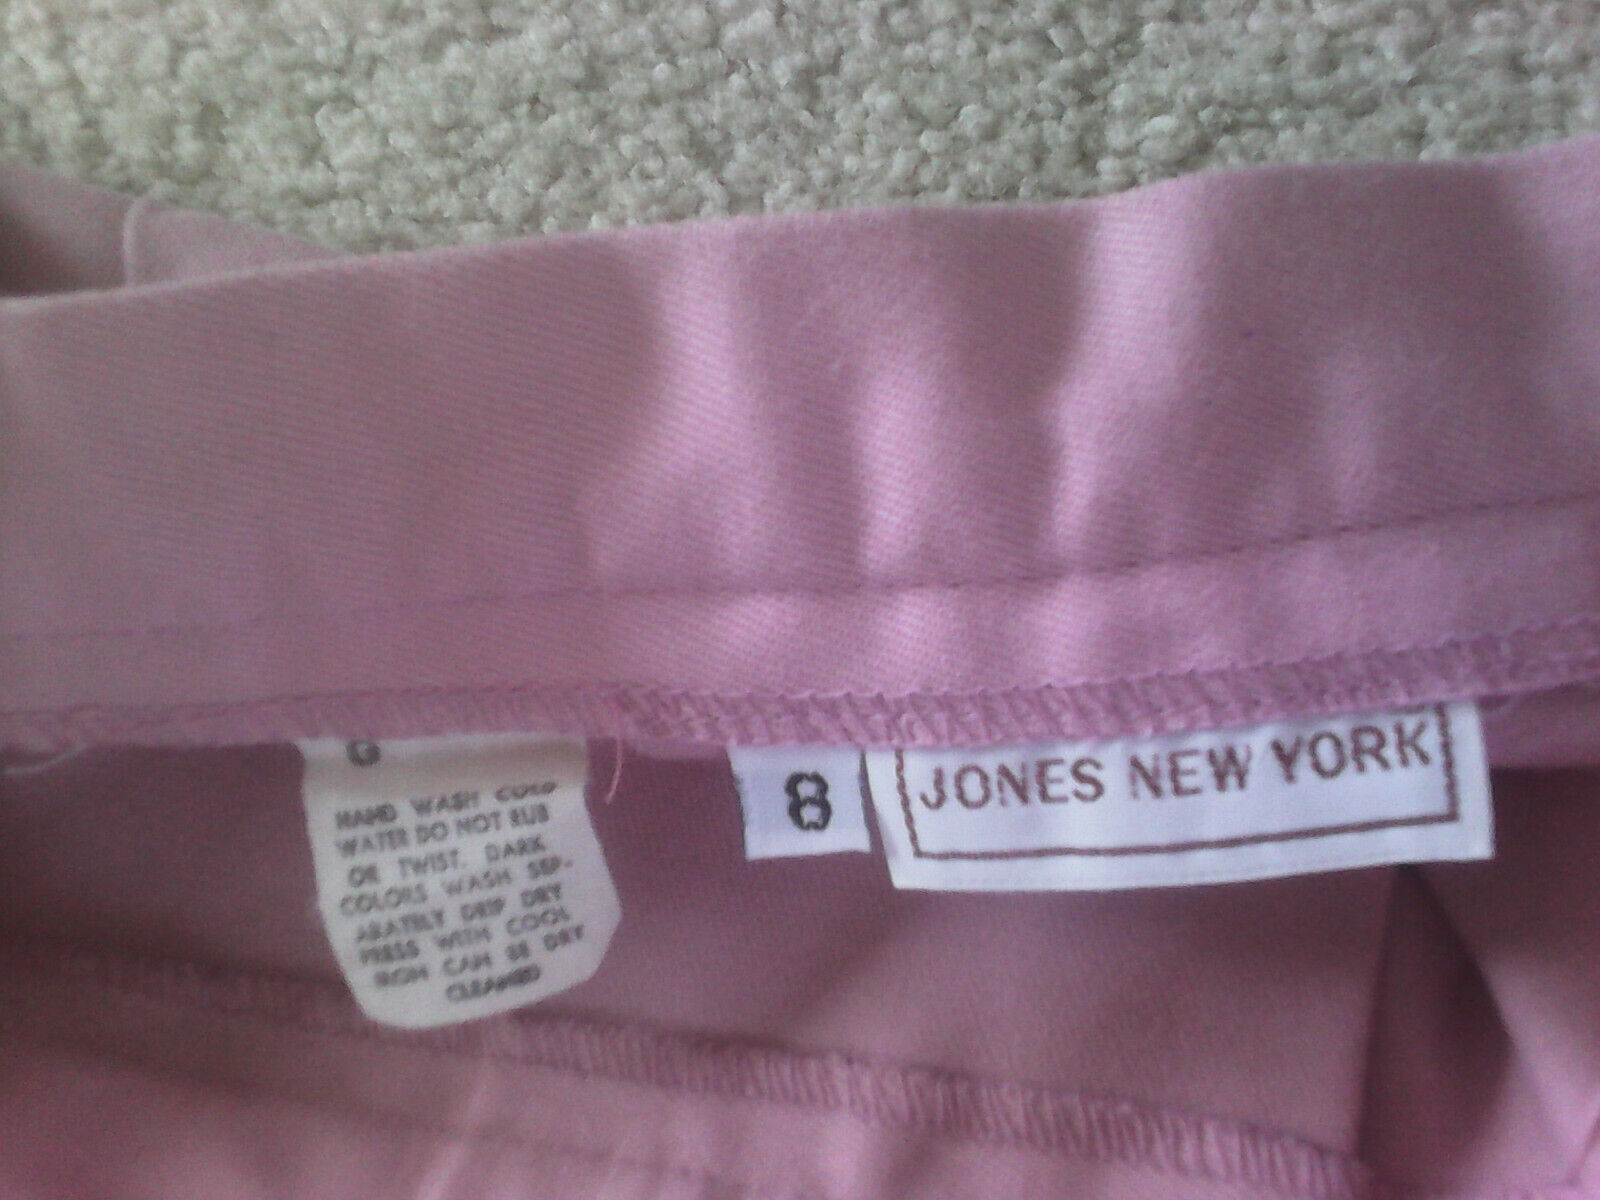 G
HAND WASH COLD
WATER DO NOT RUB
OR TWIST. DARK
COLORS WASH SEP-
ARATELY DRIP DRY
PRESS WITH COOL
IRON CAN BE DRY
CLEANED
8
JONES NEW YORK